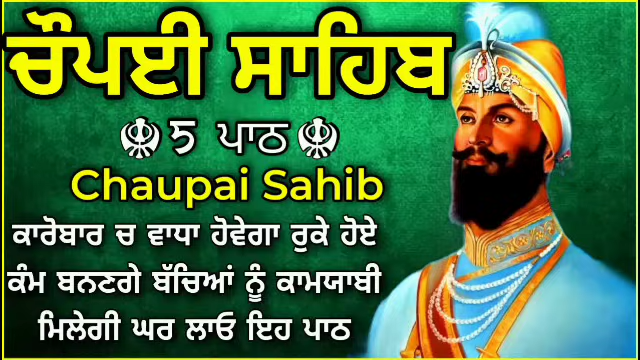 ਚੌਪਈ ਸਾਹਿਬ
੫ ਪਾਠ
Chaupai Sahib
ਕਾਰੋਬਾਰ ਚ ਵਾਧਾ ਹੋਵੇਗਾ ਰੁਕੇ ਹੋਏ
ਕੰਮ ਬਨਣਗੇ ਬੱਚਿਆਂ ਨੂੰ ਕਾਮਯਾਬੀ
ਮਿਲੇਗੀ ਘਰ ਲਾਓ ਇਹ ਪਾਠ